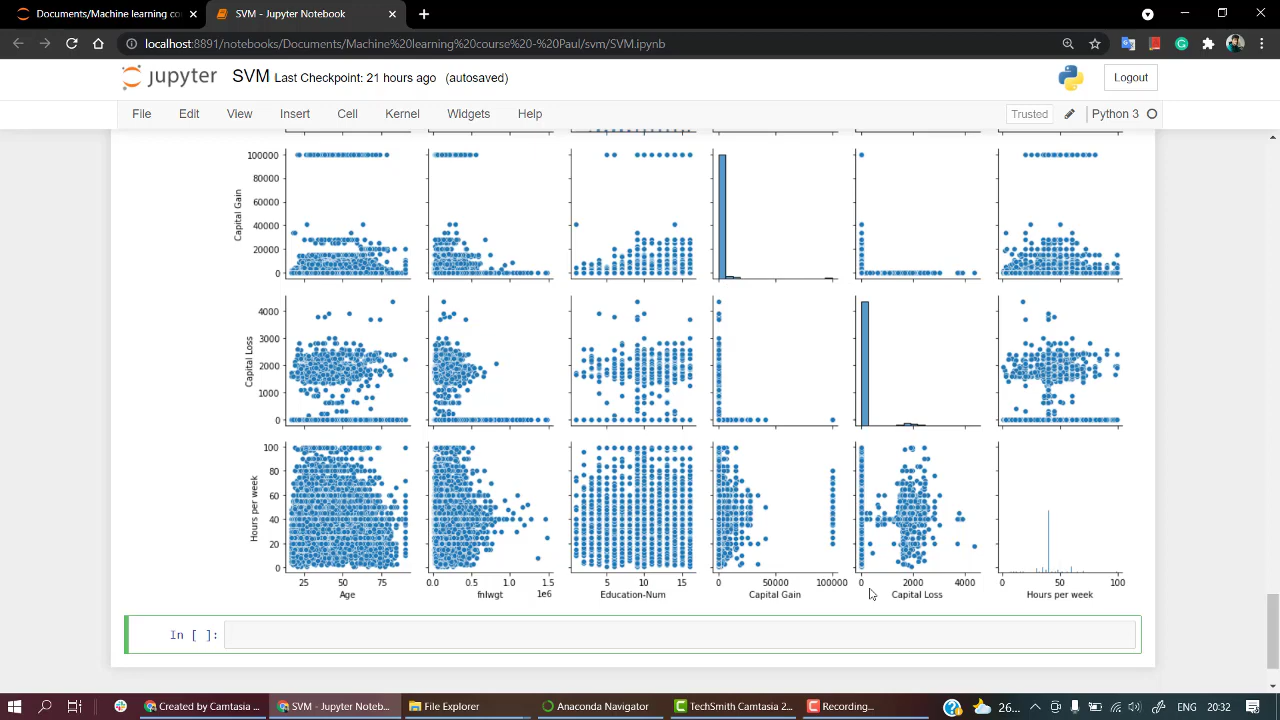 Documents/Machine learning co
SVM - Jupyter Notebook
localhost:8891/notebooks/Documents/Machine%20learning%20course%20-%20Paul/svm/SVM.ipynb
jupyter SVM Last Checkpoint: 21 hours ago (autosaved)
Logout
File Edit View Insert Cell Kernel Widgets Help
Trusted Python 3
100000
80000
60000
40000
20000
0
Capital Gain
4000
3000
2000
1000
0
Capital Loss
100
80
60
40
20
0
Hours per week
25 50 75
0.0 0.5 1.0 1.5
1e6
5 10 15
0 50000 100000
0 2000 4000
0 50 100
Age fnlwgt Education-Num Capital Gain Capital Loss Hours per week
In [ ]:
Created by Camtasia ...
SVM - Jupyter Noteb...
File Explorer
Anaconda Navigator
TechSmith Camtasia 2...
Recording...
26...
ENG 20:32